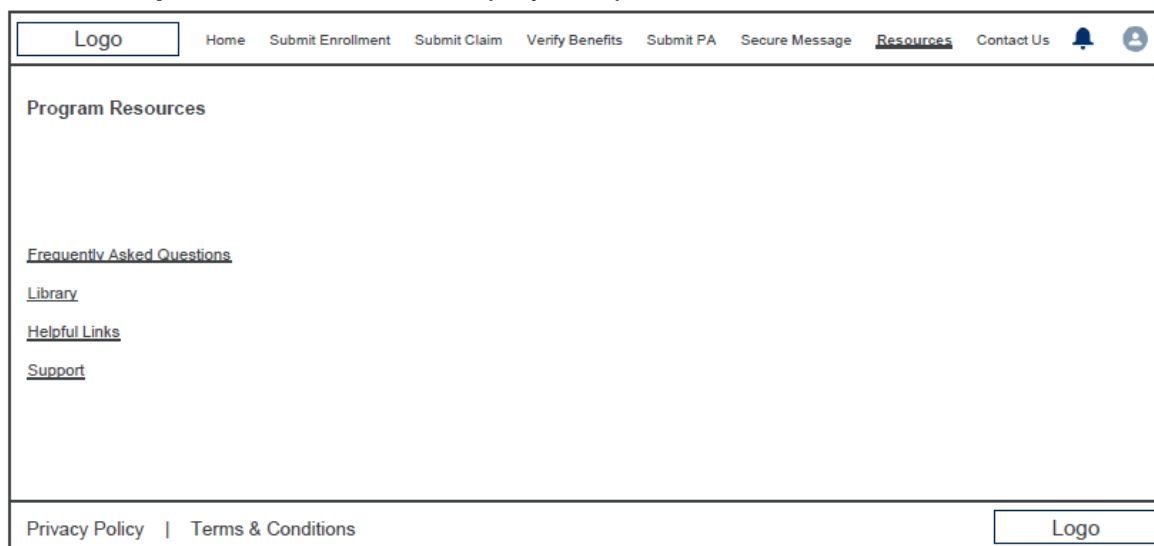 Logo Home Submit Enrollment Submit Claim Verify Benefits Submit PA Secure Message Resources Contact Us
Program Resources
Frequently Asked Questions
Library
Helpful Links
Support
Privacy Policy | Terms & Conditions Logo